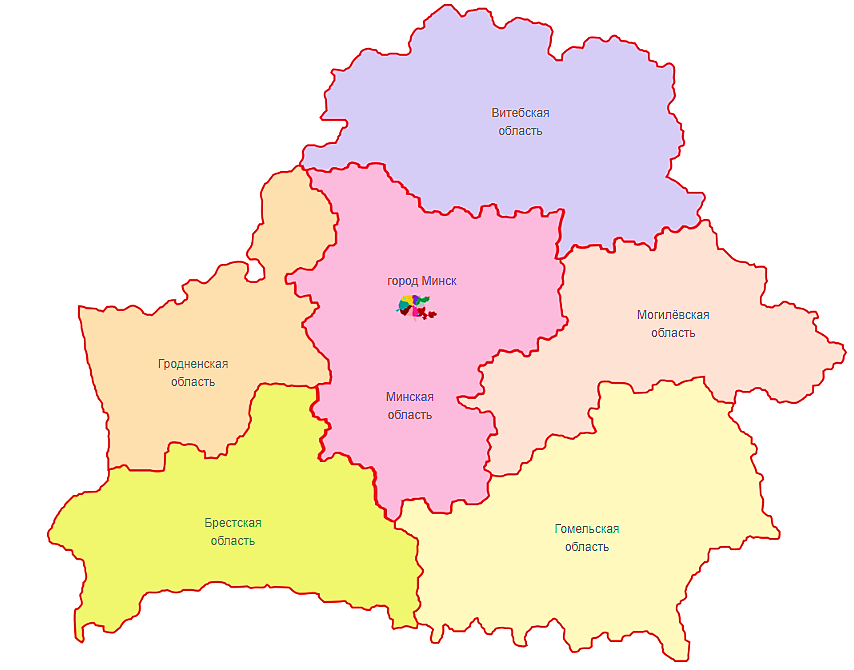 Витебская
область
город Минск
Могилёвская
область
Гродненская
область
Минская
область
Брестская
область
Гомельская
область